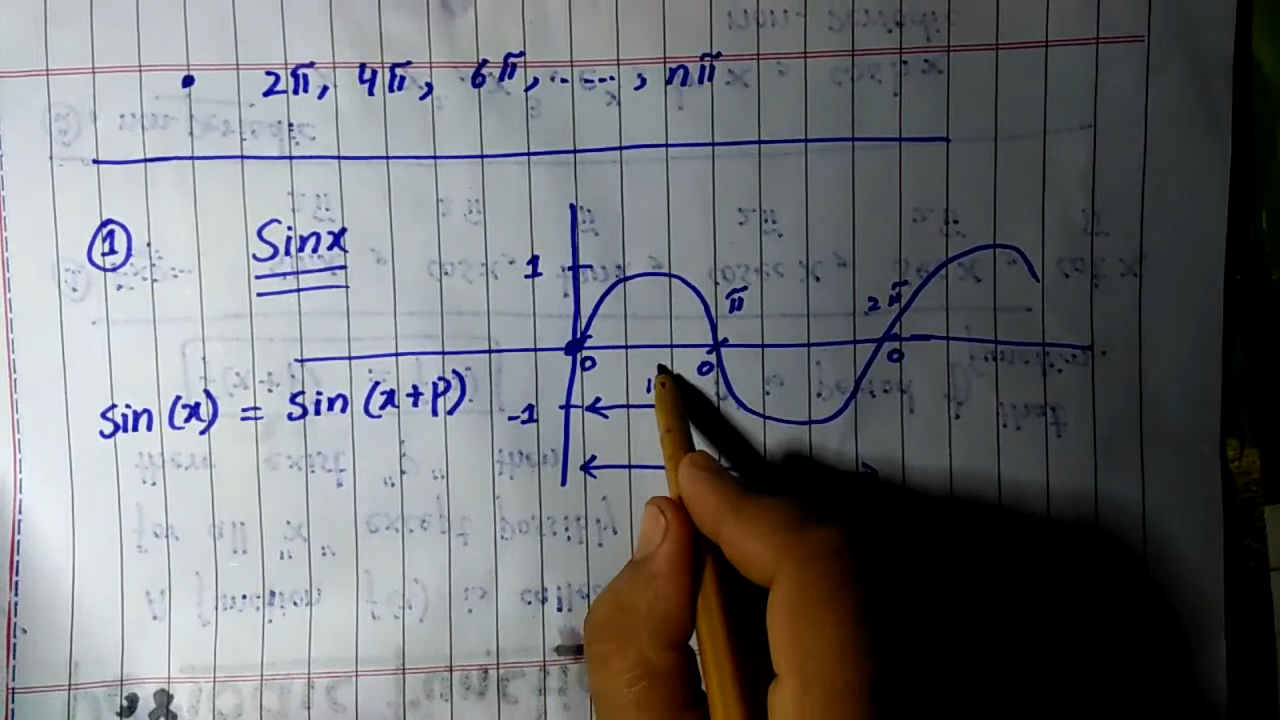 • 2π, 4π, 6π, ......, nπ
① Sinx
1
π
2π
0 0 0
sin (x) = sin (x+P)
-1